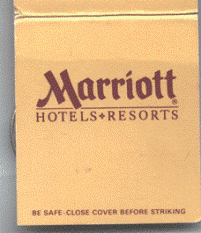 Marriott®
HOTELS✦RESORTS
BE SAFE-CLOSE COVER BEFORE STRIKING